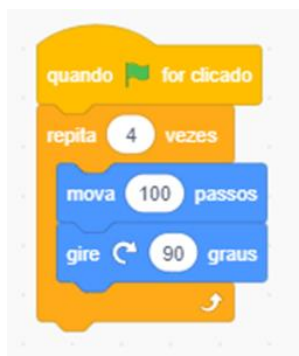 quando for clicado
repita 4 vezes
mova 100 passos
gire 90 graus